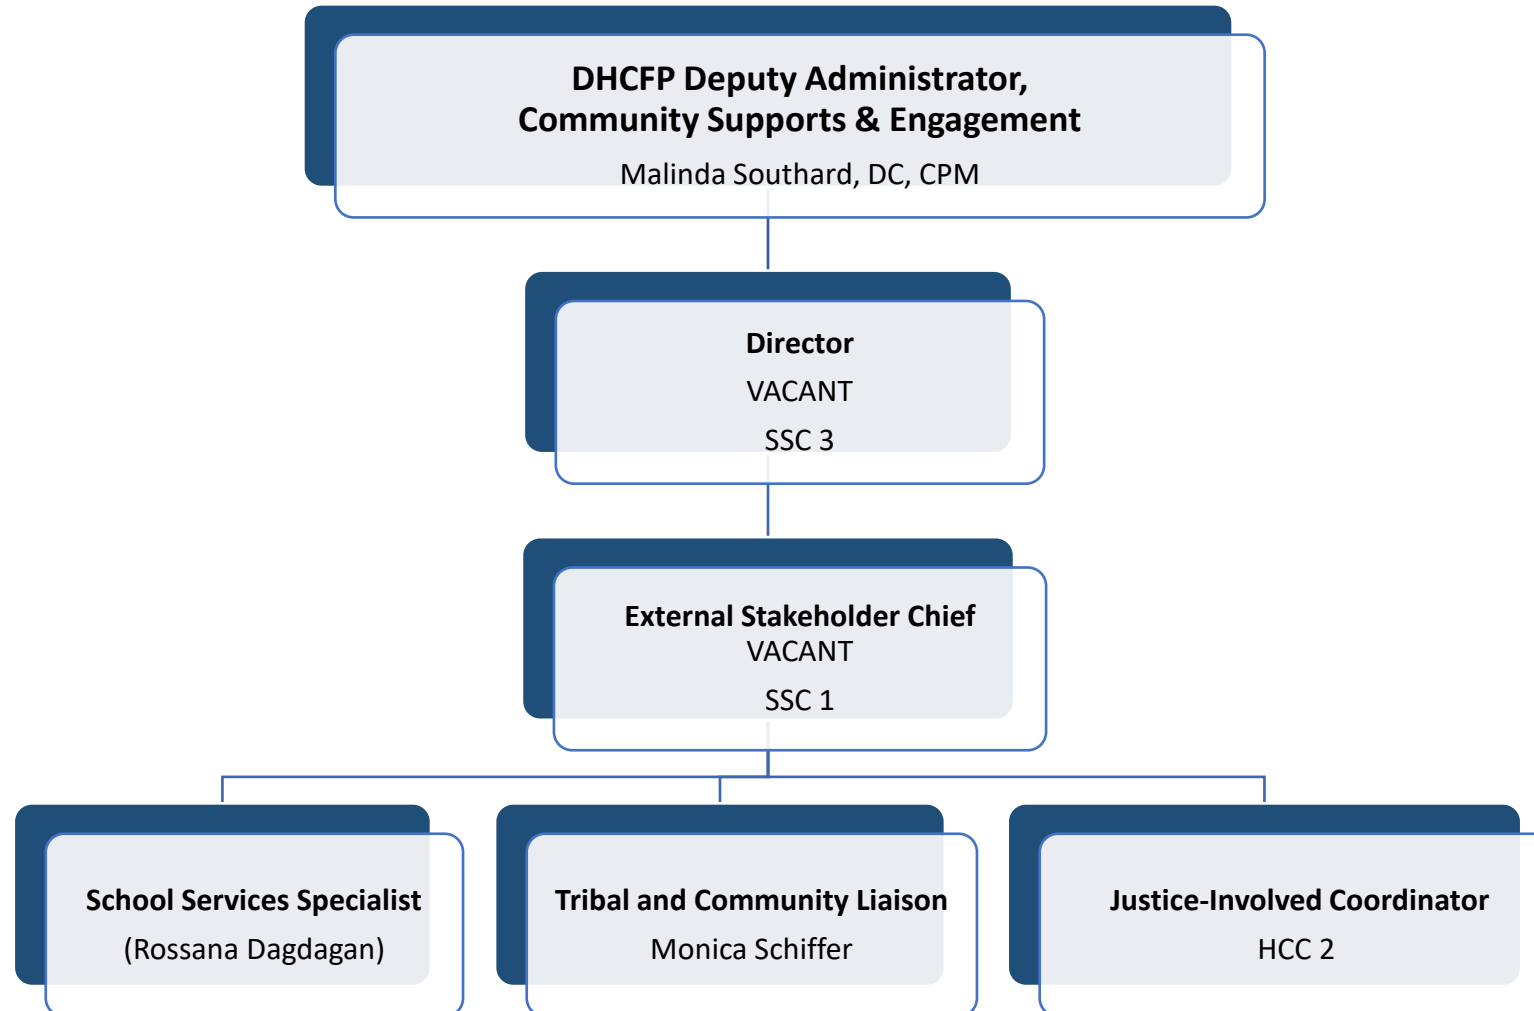 DHCFP Deputy Administrator,
Community Supports & Engagement
Malinda Southard, DC, CPM
Director
VACANT
SSC 3
External Stakeholder Chief
VACANT
SSC 1
School Services Specialist
(Rossana Dagdagan)
Tribal and Community Liaison
Monica Schiffer
Justice-Involved Coordinator
HCC 2